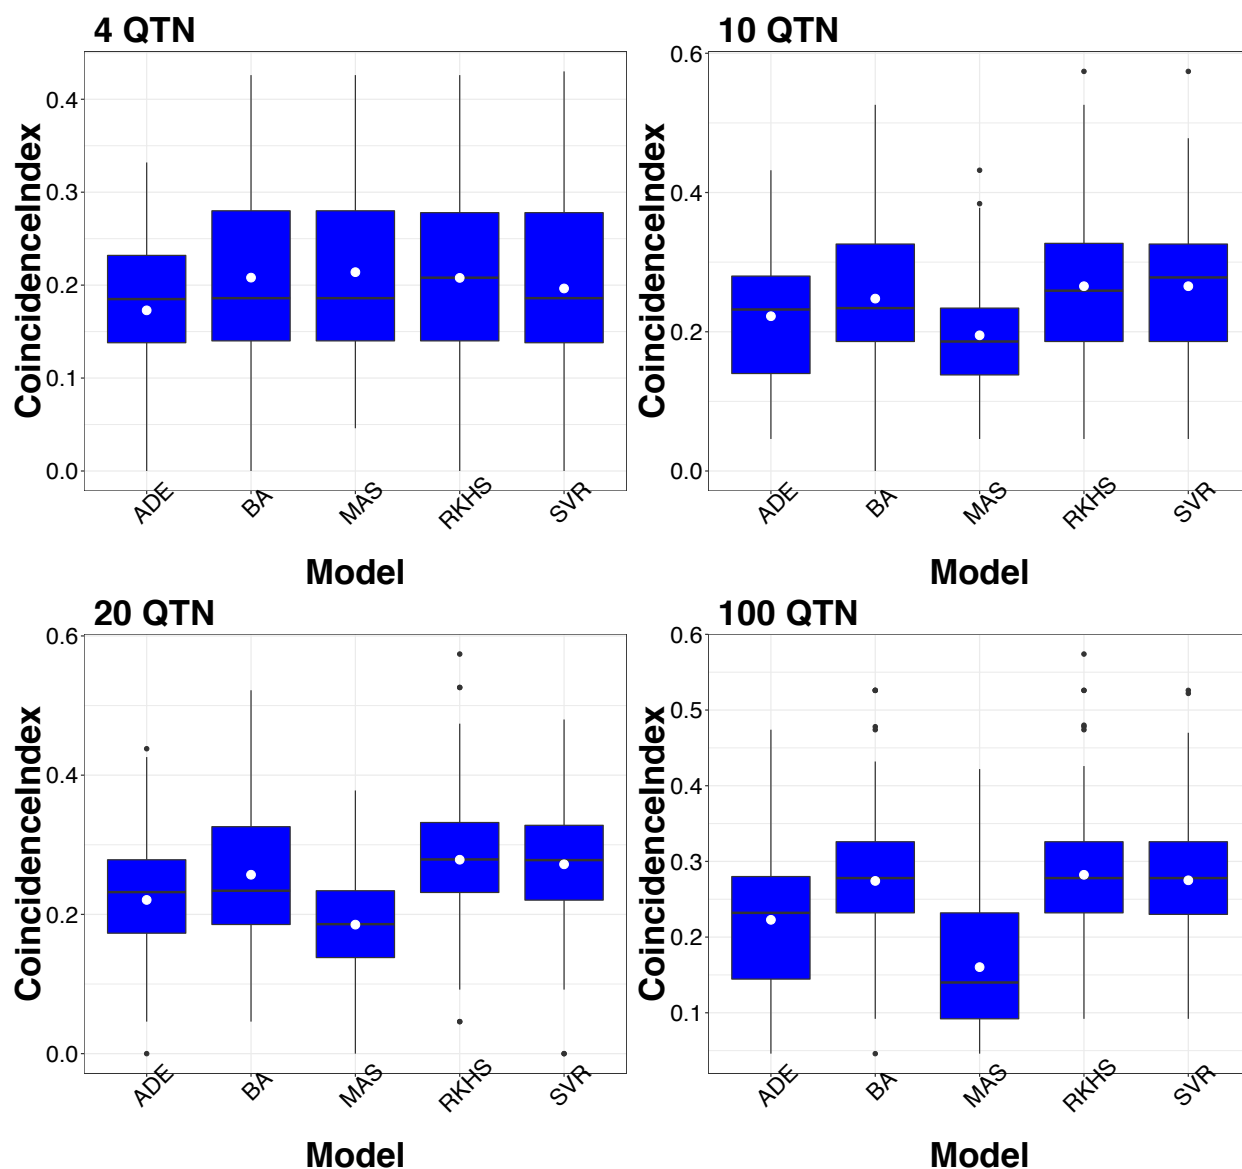 4 QTN
CoincidenceIndex
0.4
0.3
0.2
0.1
0.0
ADE
BA
MAS
RKHS
SVR
Model
10 QTN
CoincidenceIndex
0.6
0.4
0.2
0.0
ADE
BA
MAS
RKHS
SVR
Model
20 QTN
CoincidenceIndex
0.6
0.4
0.2
0.0
ADE
BA
MAS
RKHS
SVR
Model
100 QTN
CoincidenceIndex
0.6
0.5
0.4
0.3
0.2
0.1
ADE
BA
MAS
RKHS
SVR
Model